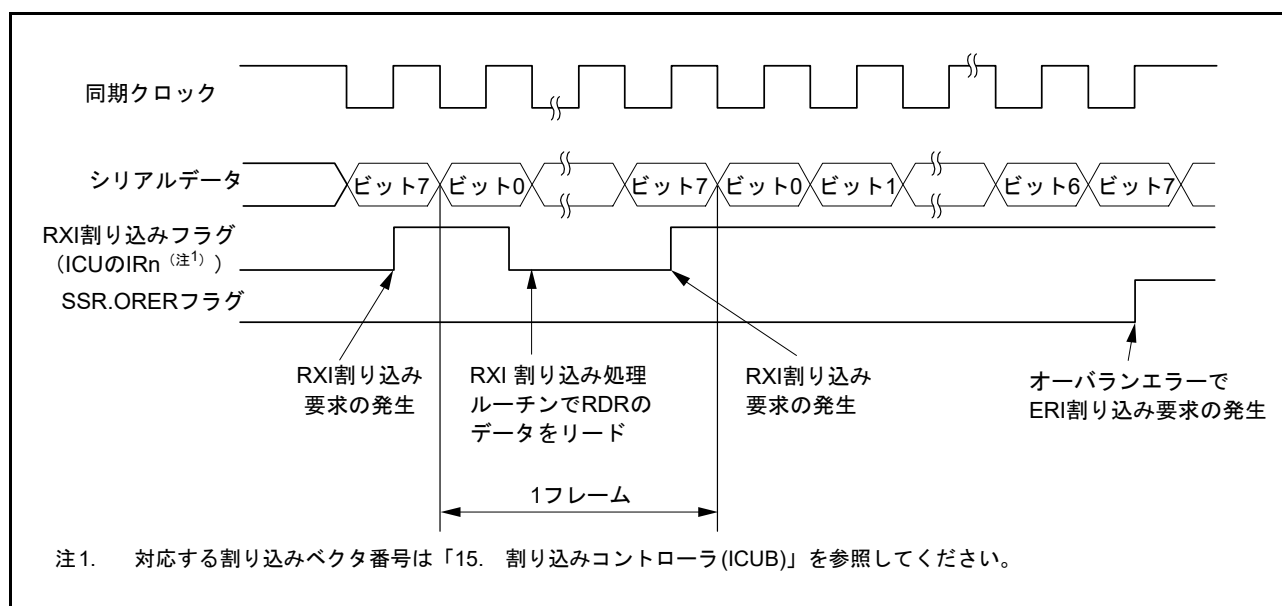 同期クロック
シリアルデータ
ビット7 ビット0 ビット7 ビット0 ビット1 ビット6 ビット7
RXI割り込みフラグ
（ICUのIRn（注1））
SSR.ORERフラグ
RXI割り込み
要求の発生
RXI 割り込み処理
ルーチンでRDRの
データをリード
RXI割り込み
要求の発生
オーバランエラーで
ERI割り込み要求の発生
1フレーム
注1. 対応する割り込みベクタ番号は「15. 割り込みコントローラ(ICUB)」を参照してください。